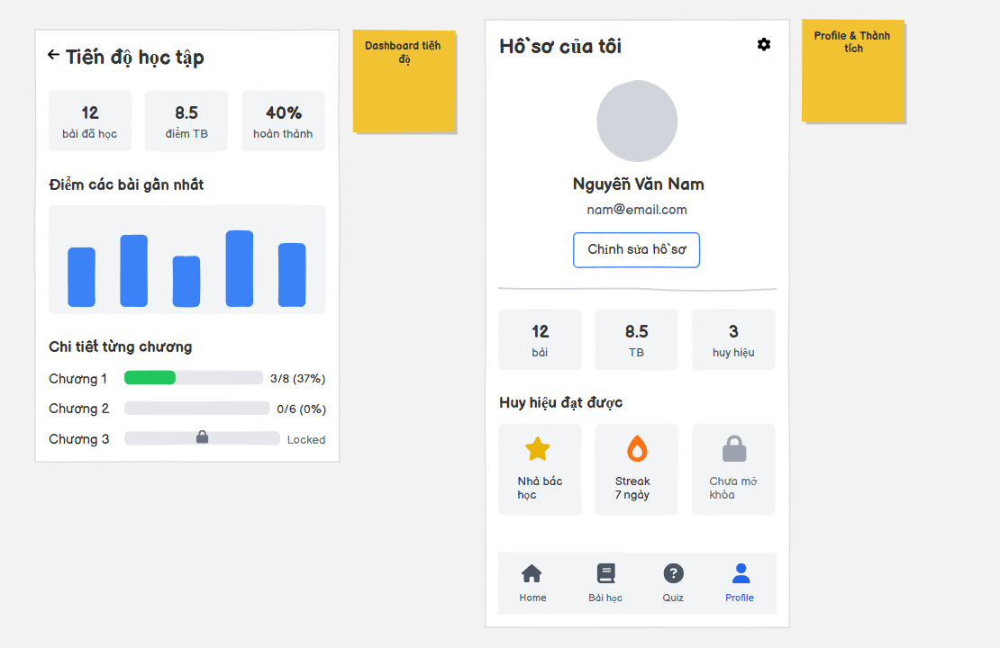 Tiến độ học tập
12
bài đã học
8.5
điểm TB
40%
hoàn thành
Điểm các bài gần nhất
Chi tiết từng chương
Chương 1
3/8 (37%)
Chương 2
0/6 (0%)
Chương 3
Locked
Dashboard tiến
độ
Hồ sơ của tôi
Nguyễn Văn Nam
nam@email.com
Chỉnh sửa hồ sơ
12
bài
8.5
TB
3
huy hiệu
Huy hiệu đạt được
Nhà bác
học
Streak
7 ngày
Chưa mở
khóa
Home
Bài học
Quiz
Profile
Profile & Thành
tích